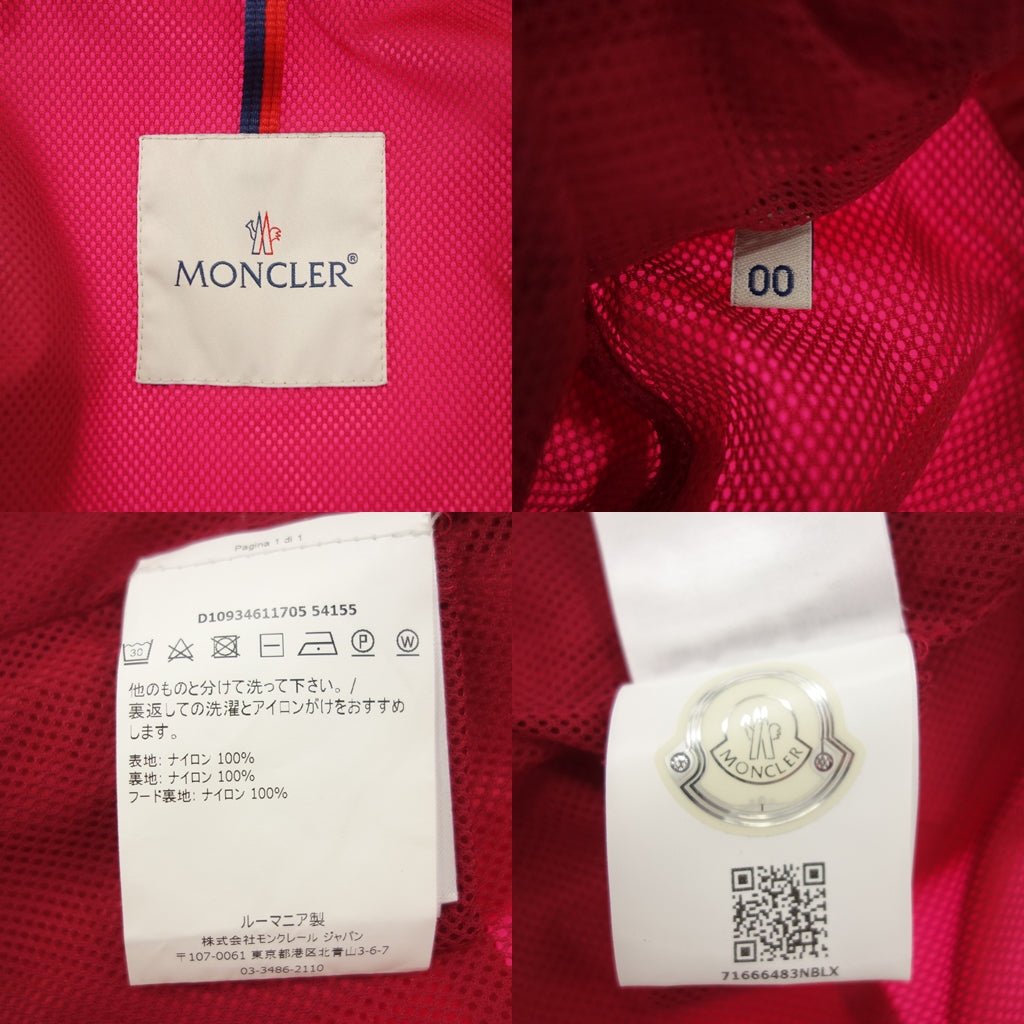 MONCLER®
00
Pagina 1 di 1
D10934611705 54155
30
P
W
他のものと分けて洗って下さい。/
裏返しての洗濯とアイロンがけをおすすめ
します。
表地: ナイロン 100%
裏地: ナイロン 100%
フード裏地: ナイロン 100%
ルーマニア製
株式会社モンクレール ジャパン
〒107-0061 東京都港区北青山3-6-7
03-3486-2110
MONCLER
71666483NBLX